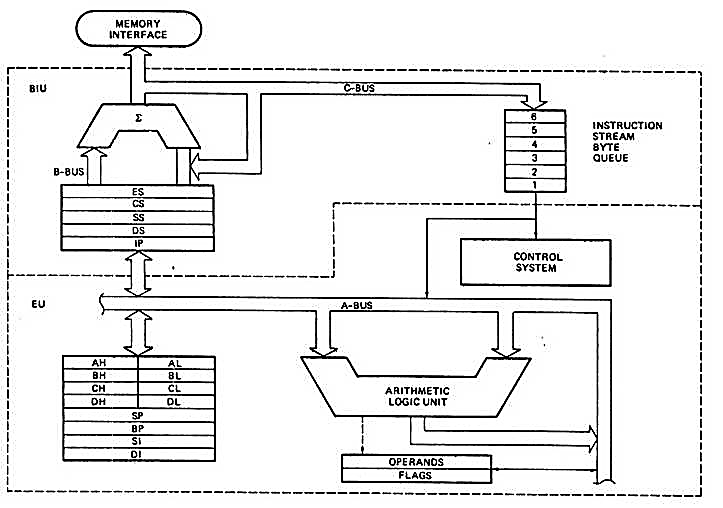 MEMORY
INTERFACE
BIU
C-BUS
Σ
B-BUS
6
5
4
3
2
1
INSTRUCTION
STREAM
BYTE
QUEUE
ES
CS
SS
DS
IP
CONTROL
SYSTEM
EU
A-BUS
AH AL
BH BL
CH CL
DH DL
SP
BP
SI
DI
ARITHMETIC
LOGIC UNIT
OPERANDS
FLAGS